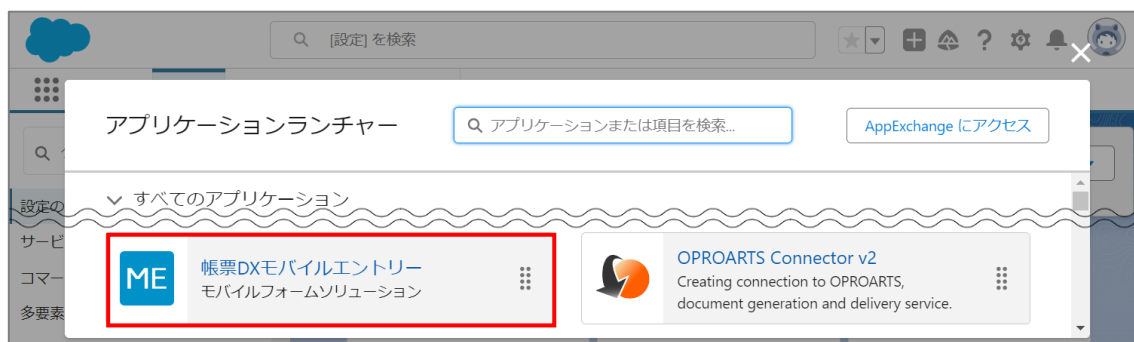 [設定] を検索
アプリケーションランチャー
アプリケーションまたは項目を検索...
AppExchange にアクセス
すべてのアプリケーション
設定の
サービ
コマー
多要素
ME
帳票DXモバイルエントリー
モバイルフォームソリューション
OPROARTS Connector v2
Creating connection to OPROARTS,
document generation and delivery service.